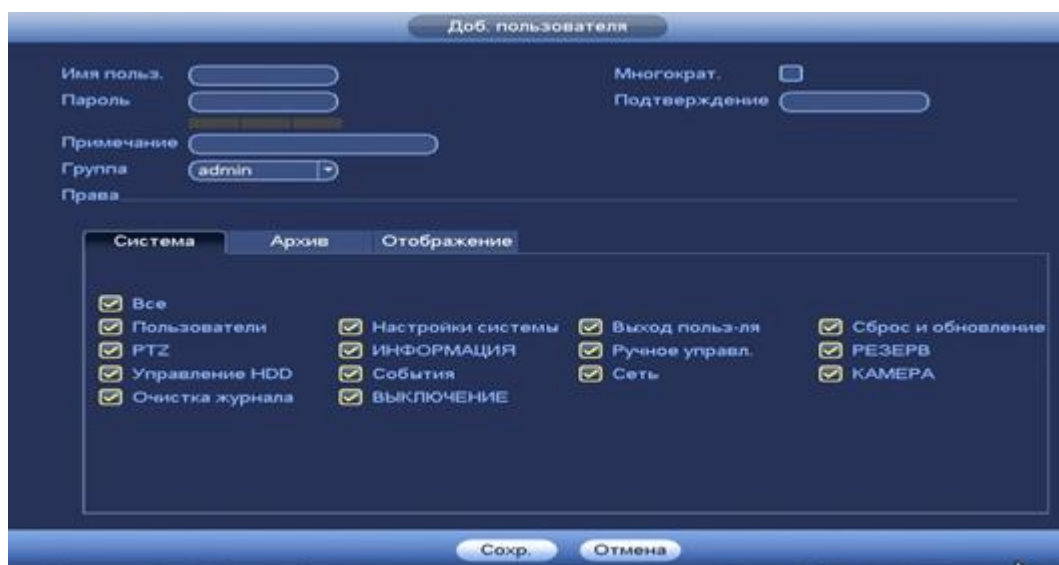 Доб. пользователя
Имя польз. Многократ.
Пароль Подтверждение
Примечание
Группа admin
Права
Система Архив Отображение
Все
Пользователи Настройки системы Выход польз-ля Сброс и обновление
PTZ ИНФОРМАЦИЯ Ручное управл. РЕЗЕРВ
Управление HDD События Сеть КАМЕРА
Очистка журнала ВЫКЛЮЧЕНИЕ
Сохр. Отмена